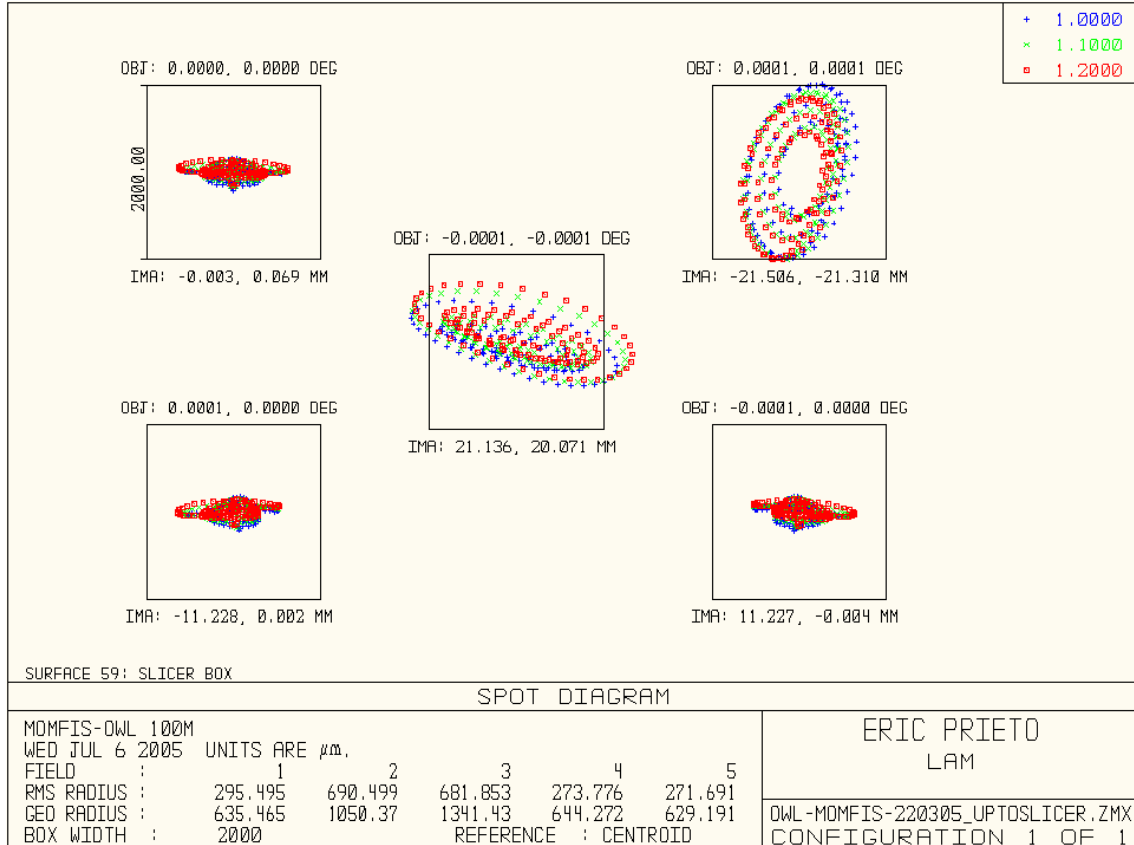 + 1.0000
× 1.1000
1.2000
OBJ: 0.0000, 0.0000 DEG
OBJ: 0.0001, 0.0001 DEG
2000.00
OBJ: -0.0001, -0.0001 DEG
IMA: -0.003, 0.069 MM
IMA: -21.506, -21.310 MM
OBJ: 0.0001, 0.0000 DEG
OBJ: -0.0001, 0.0000 DEG
IMA: 21.136, 20.071 MM
IMA: -11.228, 0.002 MM
IMA: 11.227, -0.004 MM
SURFACE 59: SLICER BOX
SPOT DIAGRAM
MOMFIS-OWL 100M
WED JUL 6 2005 UNITS ARE µm.
FIELD : 1 2 3 4 5
RMS RADIUS : 295.495 690.499 681.853 273.776 271.691
GEO RADIUS : 635.465 1050.37 1341.43 644.272 629.191
BOX WIDTH : 2000 REFERENCE : CENTROID
ERIC PRIETO
LAM
OWL-MOMFIS-220305_UPTOSLICER.ZMX
CONFIGURATION 1 OF 1